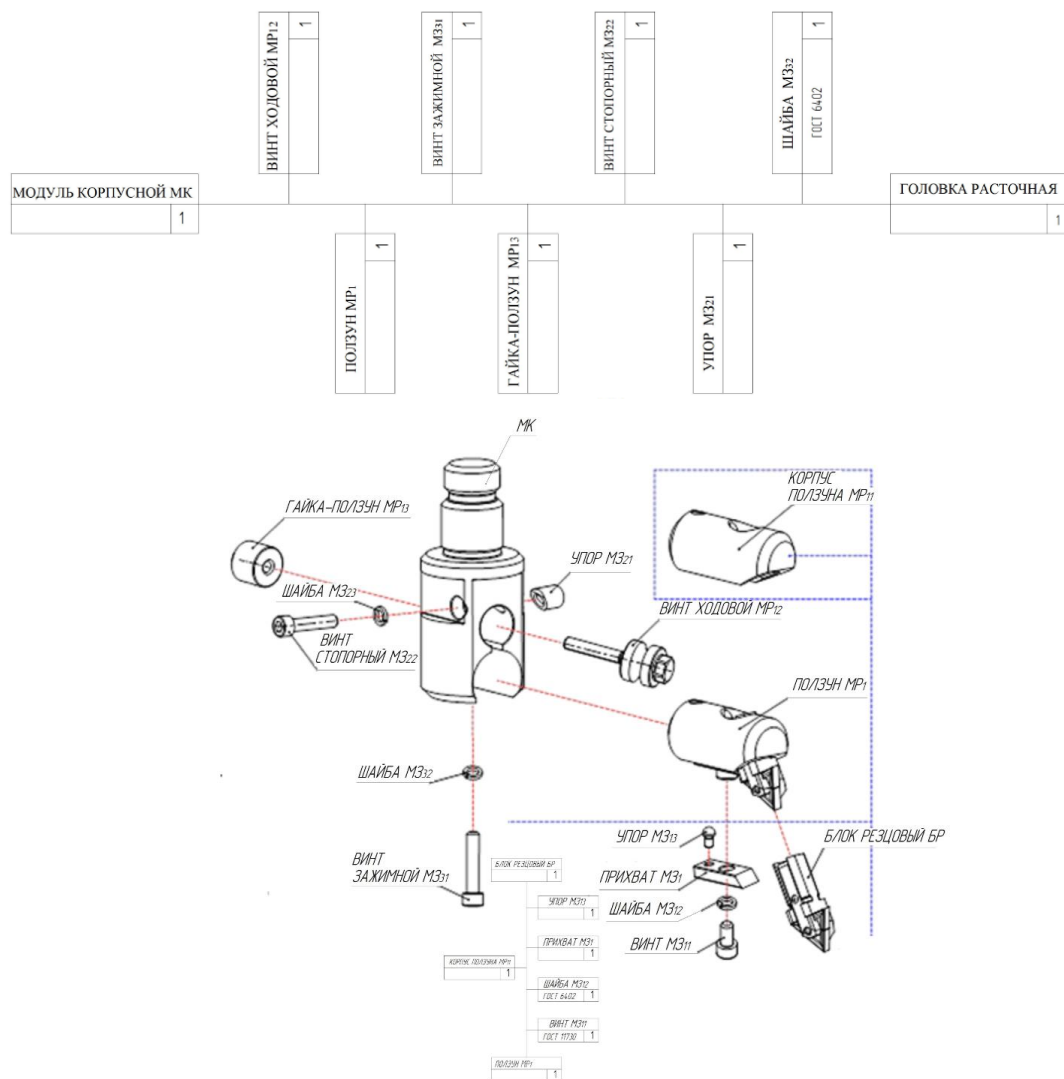 ВИНТ ХОДОВОЙ МР12
1
ВИНТ ЗАЖИМНОЙ МЗ31
1
ВИНТ СТОПОРНЫЙ МЗ22
1
ШАЙБА МЗ32
ГОСТ 6402
1
МОДУЛЬ КОРПУСНОЙ МК
1
ГОЛОВКА РАСТОЧНАЯ
1
ПОЛЗУН МР1
1
ГАЙКА-ПОЛЗУН МР13
1
УПОР МЗ21
1
МК
КОРПУС
ПОЛЗУНА МР11
ГАЙКА-ПОЛЗУН МР13
УПОР МЗ21
ШАЙБА МЗ23
ВИНТ ХОДОВОЙ МР12
ВИНТ
СТОПОРНЫЙ МЗ22
ПОЛЗУН МР1
ШАЙБА МЗ32
УПОР МЗ13
БЛОК РЕЗЦОВЫЙ БР
ВИНТ
ЗАЖИМНОЙ МЗ31
ПРИХВАТ МЗ1
ШАЙБА МЗ12
ВИНТ МЗ11
БЛОК РЕЗЦОВЫЙ БР
1
УПОР МЗ13
1
ПРИХВАТ МЗ1
1
КОРПУС ПОЛЗУНА МР11
1
ШАЙБА МЗ12
ГОСТ 6402 1
ВИНТ МЗ11
ГОСТ 11730 1
ПОЛЗУН МР1
1